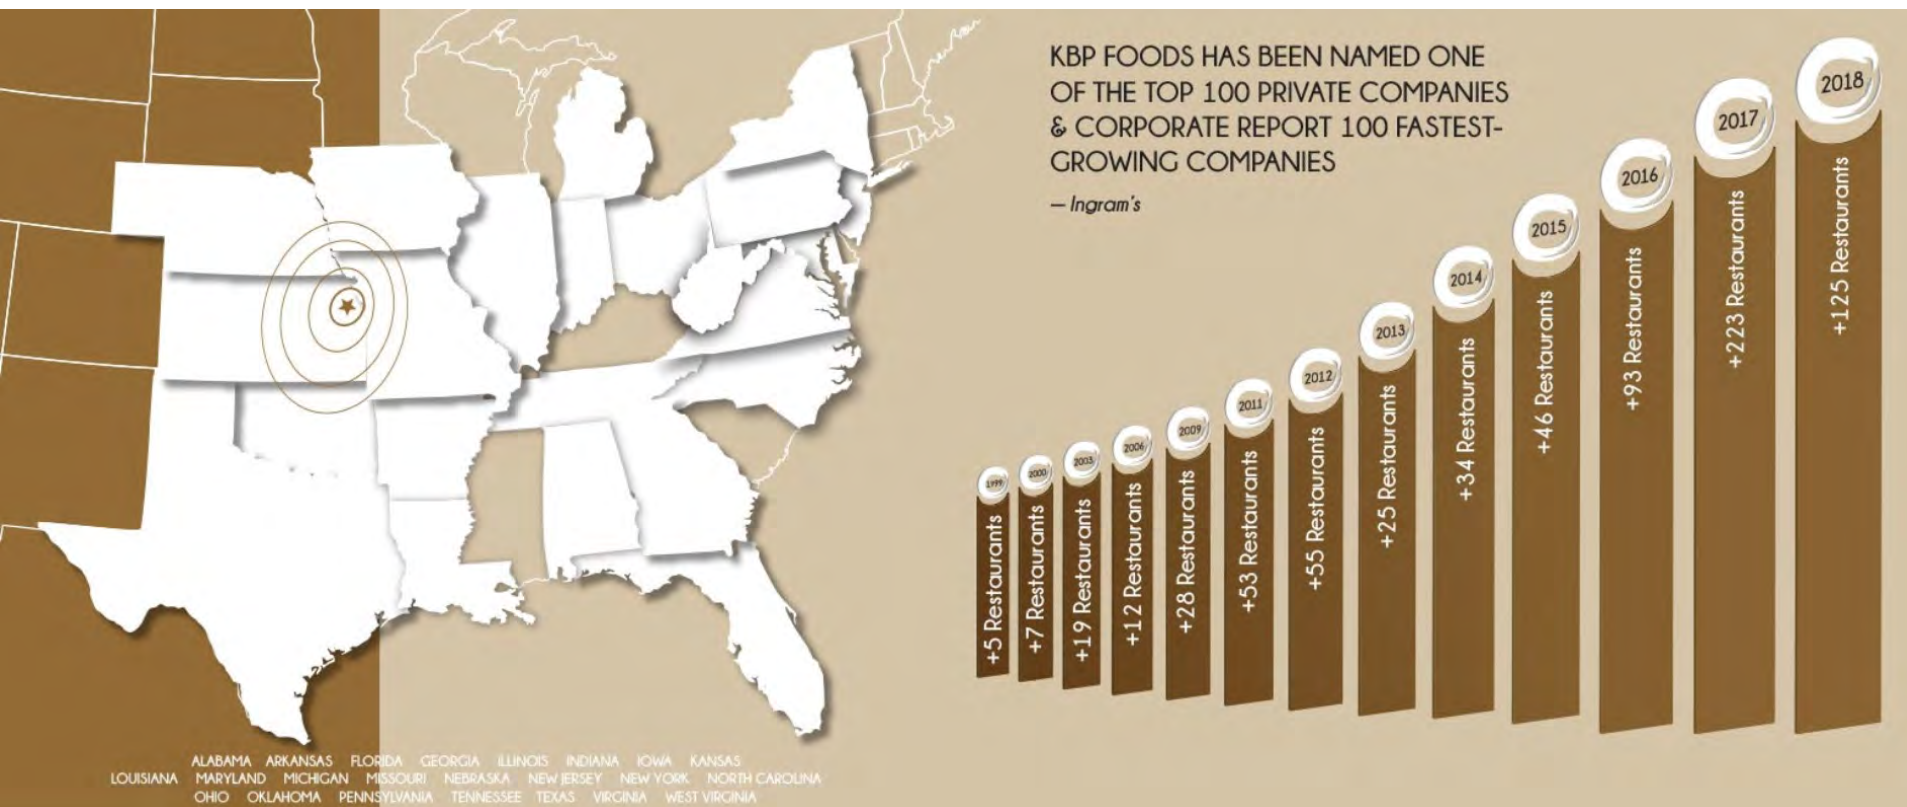 KBP FOODS HAS BEEN NAMED ONE
OF THE TOP 100 PRIVATE COMPANIES
& CORPORATE REPORT 100 FASTEST-
GROWING COMPANIES
— Ingram's
1999
2000
2003
2006
2009
2011
2012
2013
2014
2015
2016
2017
2018
+5 Restaurants
+7 Restaurants
+19 Restaurants
+12 Restaurants
+28 Restaurants
+53 Restaurants
+55 Restaurants
+25 Restaurants
+34 Restaurants
+46 Restaurants
+93 Restaurants
+223 Restaurants
+125 Restaurants
ALABAMA ARKANSAS FLORIDA GEORGIA ILLINOIS INDIANA IOWA KANSAS
LOUISIANA MARYLAND MICHIGAN MISSOURI NEBRASKA NEW JERSEY NEW YORK NORTH CAROLINA
OHIO OKLAHOMA PENNSYLVANIA TENNESSEE TEXAS VIRGINIA WEST VIRGINIA